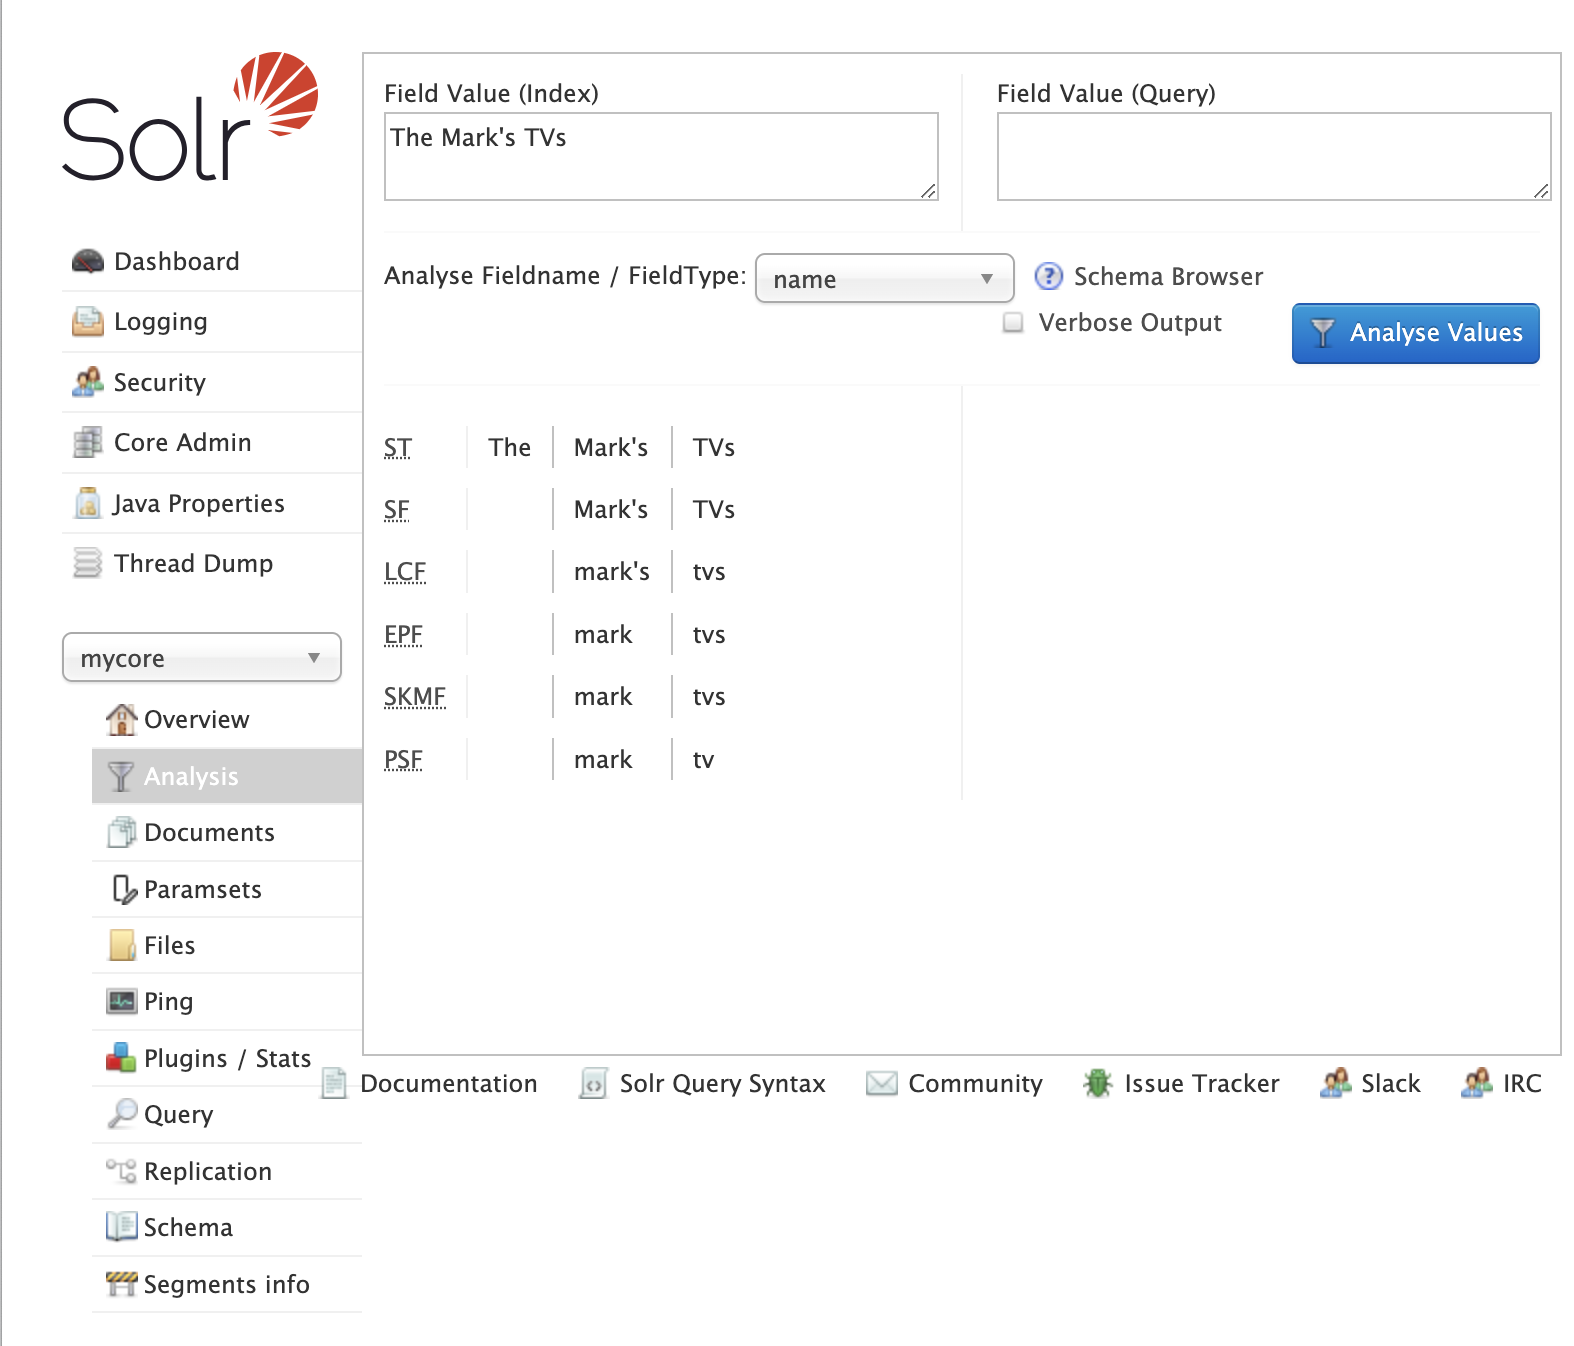 Solr
Dashboard
Logging
Security
Core Admin
Java Properties
Thread Dump
mycore
Overview
Analysis
Documents
Paramsets
Files
Ping
Plugins / Stats
Query
Replication
Schema
Segments info
Field Value (Index)
The Mark's TVs
Field Value (Query)
Analyse Fieldname / FieldType: name Schema Browser
Verbose Output
Analyse Values
ST The Mark's TVs
SF Mark's TVs
LCF mark's tvs
EPF mark tvs
SKMF mark tvs
PSF mark tv
Documentation Solr Query Syntax Community Issue Tracker Slack IRC